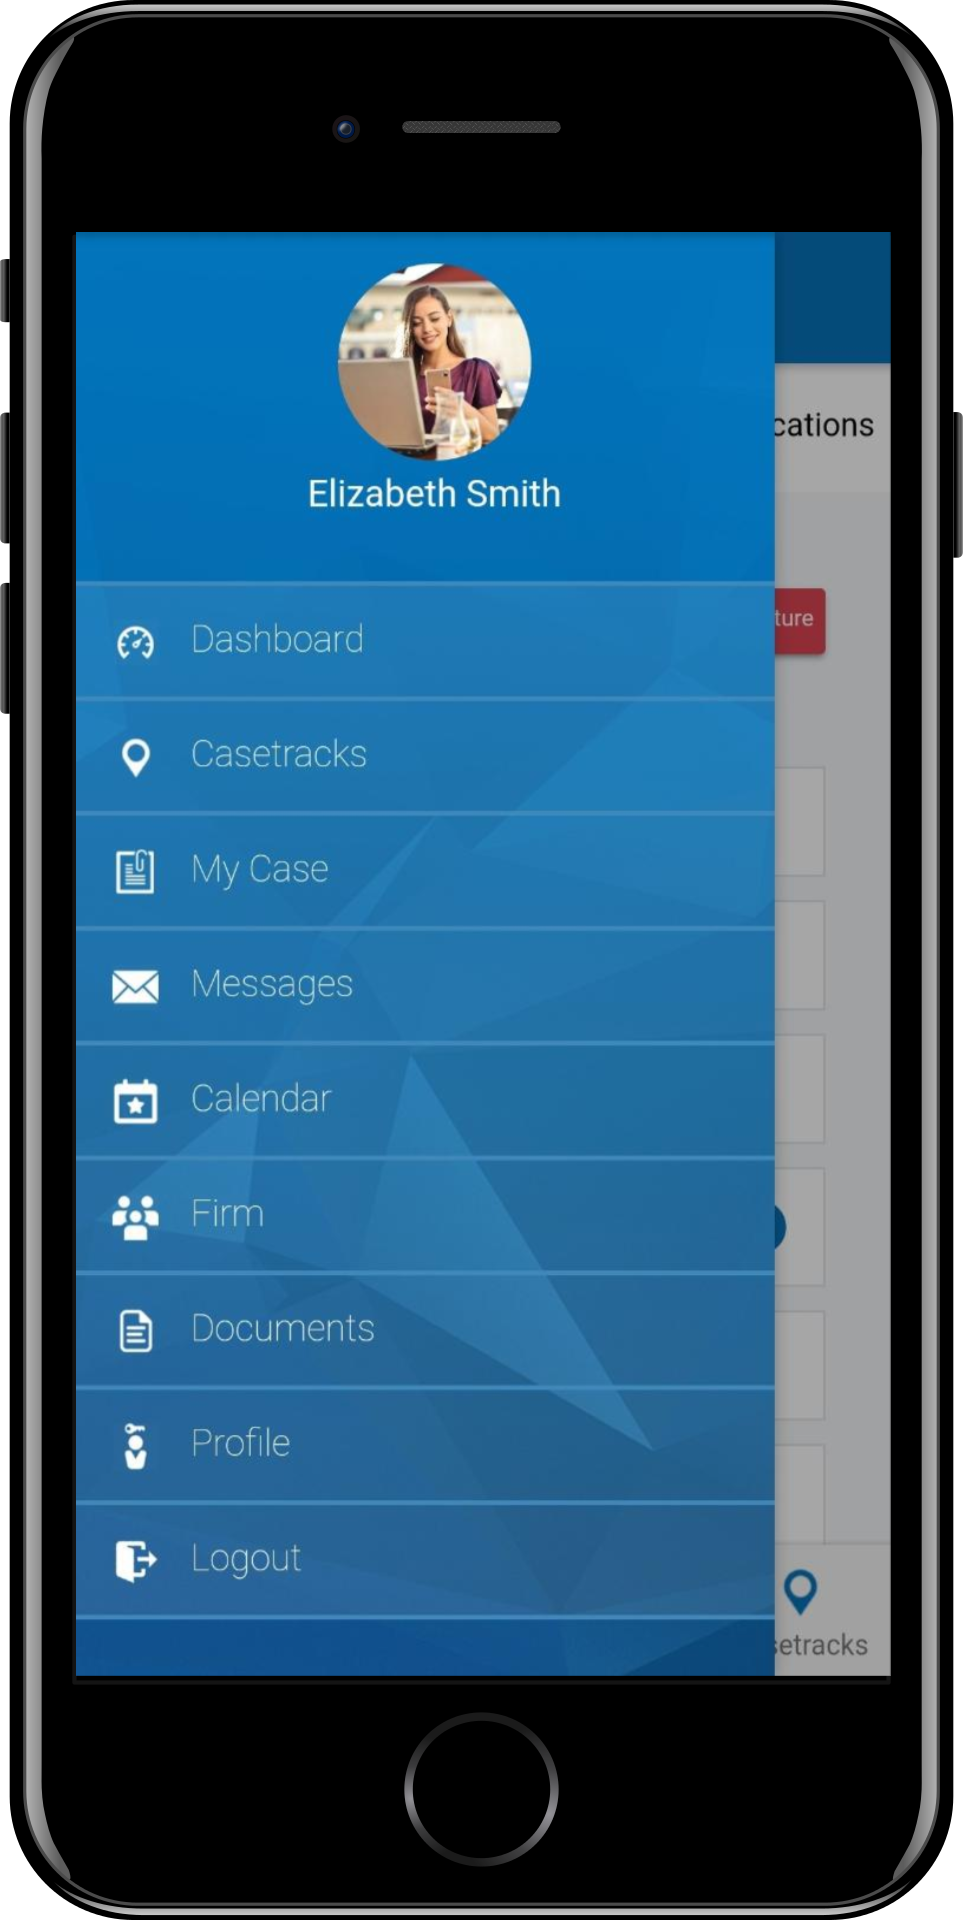 cations
Elizabeth Smith
ture
Dashboard
Casetracks
My Case
Messages
Calendar
Firm
Documents
Profile
Logout
setracks